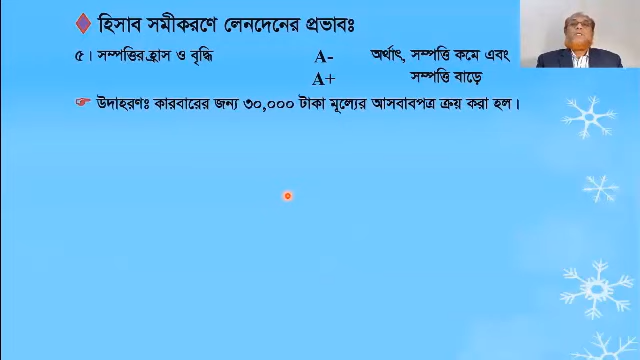 হিসাব সমীকরণে লেনদেনের প্রভাবঃ
৫। সম্পত্তির হ্রাস ও বৃদ্ধি A- অর্থাৎ, সম্পত্তি কমে এবং
A+ সম্পত্তি বাড়ে
উদাহরণঃ কারবারের জন্য ৩০,০০০ টাকা মূল্যের আসবাবপত্র ক্রয় করা হল।